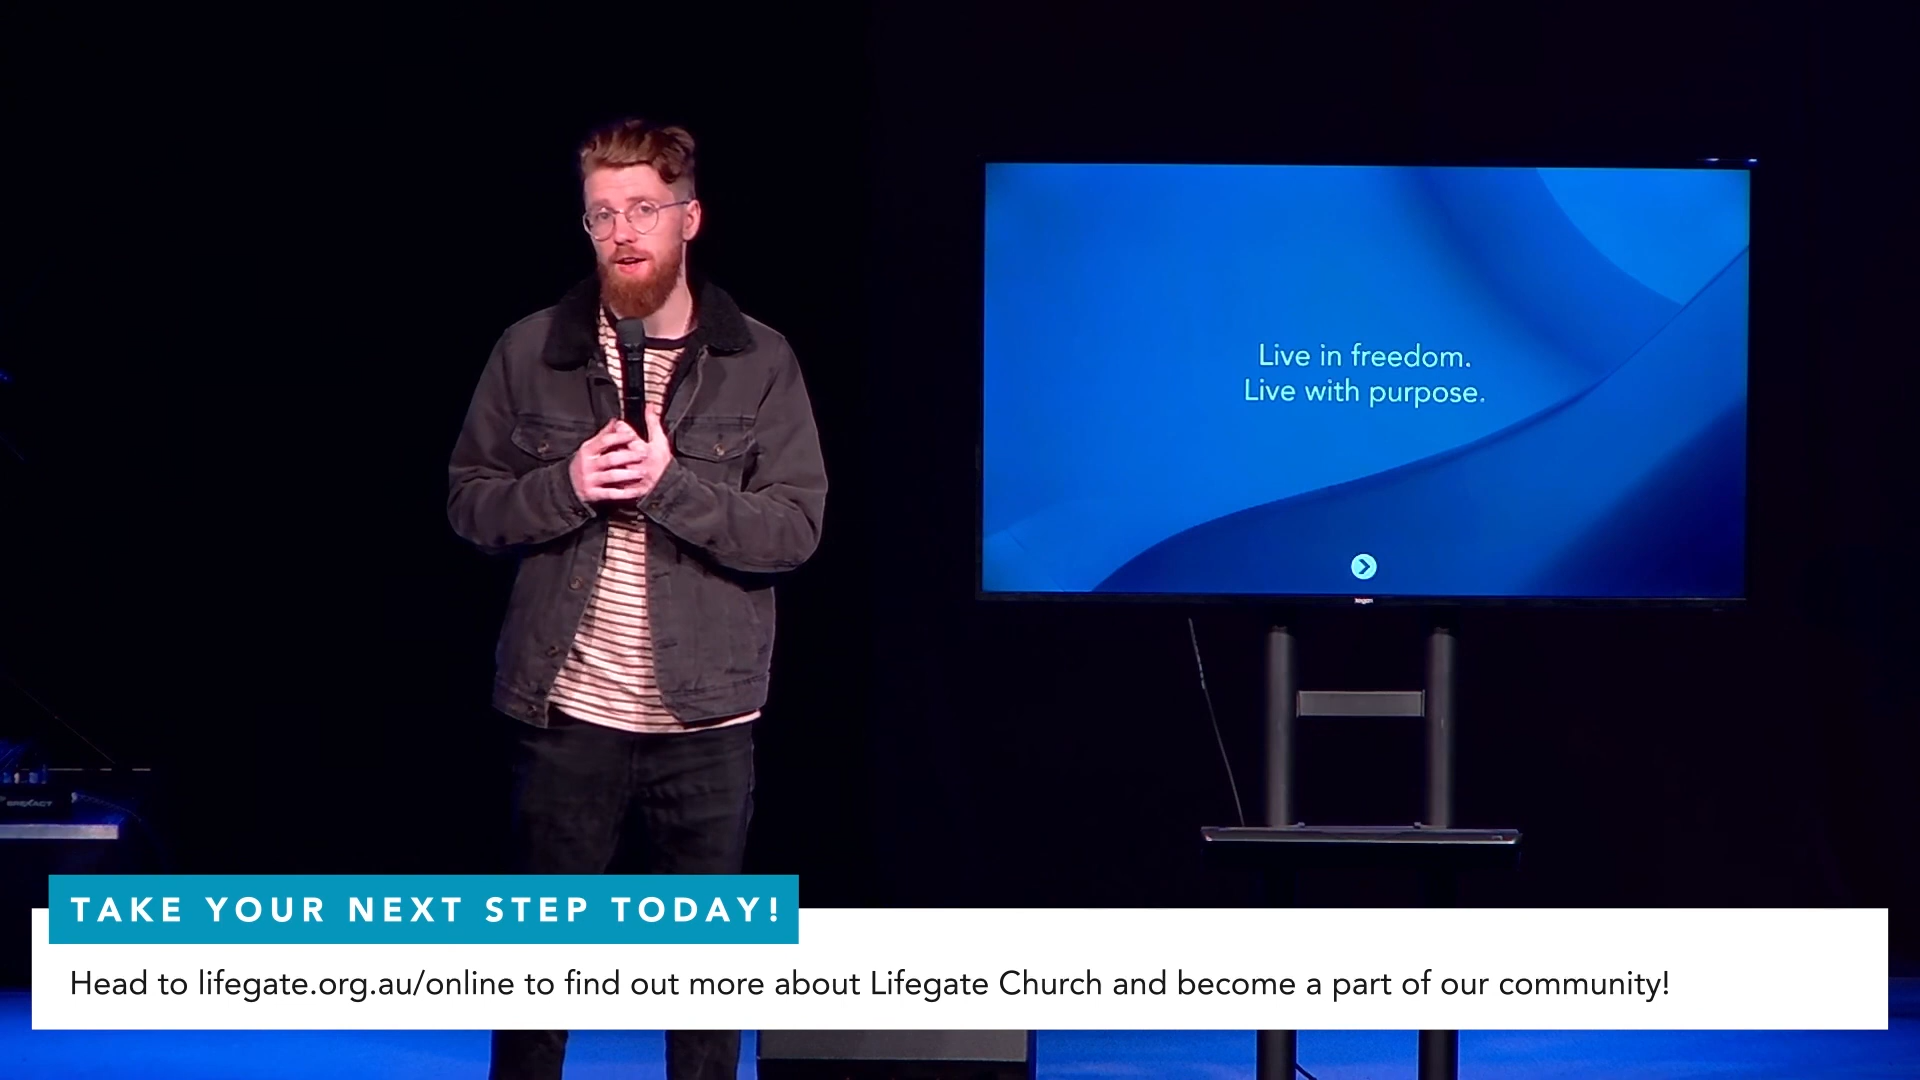 Live in freedom.
Live with purpose.
TAKE YOUR NEXT STEP TODAY!
Head to lifegate.org.au/online to find out more about Lifegate Church and become a part of our community!